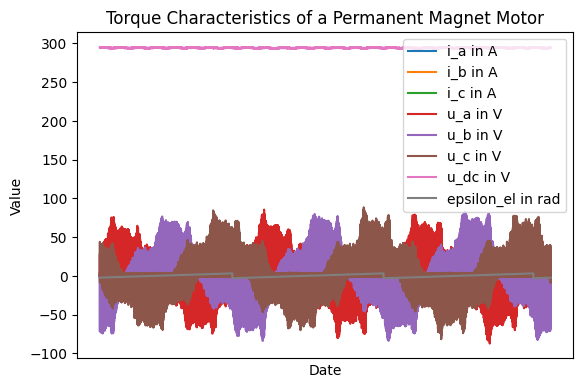 Torque Characteristics of a Permanent Magnet Motor
300
250
200
150
100
50
0
−50
−100
Value
Date
i_a in A
i_b in A
i_c in A
u_a in V
u_b in V
u_c in V
u_dc in V
epsilon_el in rad